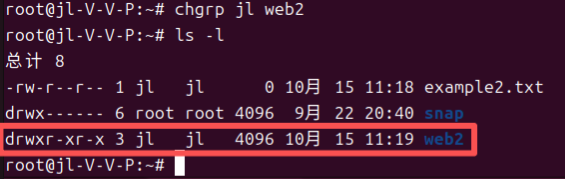 root@jl-V-V-P:~# chgrp jl web2
root@jl-V-V-P:~# ls -l
总计 8
-rw-r--r-- 1 jl   jl      0 10月 15 11:18 example2.txt
drwx------ 6 root root 4096  9月 22 20:40 snap
drwxr-xr-x 3 jl   jl   4096 10月 15 11:19 web2
root@jl-V-V-P:~#